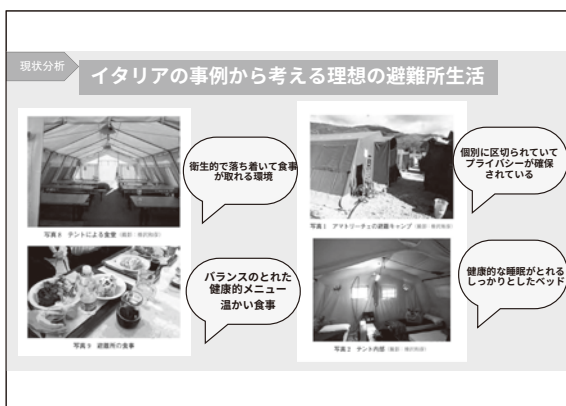 現状分析
イタリアの事例から考える理想の避難所生活
衛生的で落ち着いて食事
が取れる環境
写真8 テントによる食堂
バランスのとれた
健康的メニュー
温かい食事
写真9 避難所の食事
個別に区切られていて
プライバシーが確保
されている
写真1 アマトリーチェの避難キャンプ
健康的な睡眠がとれる
しっかりとしたベッド
写真2 テント内部